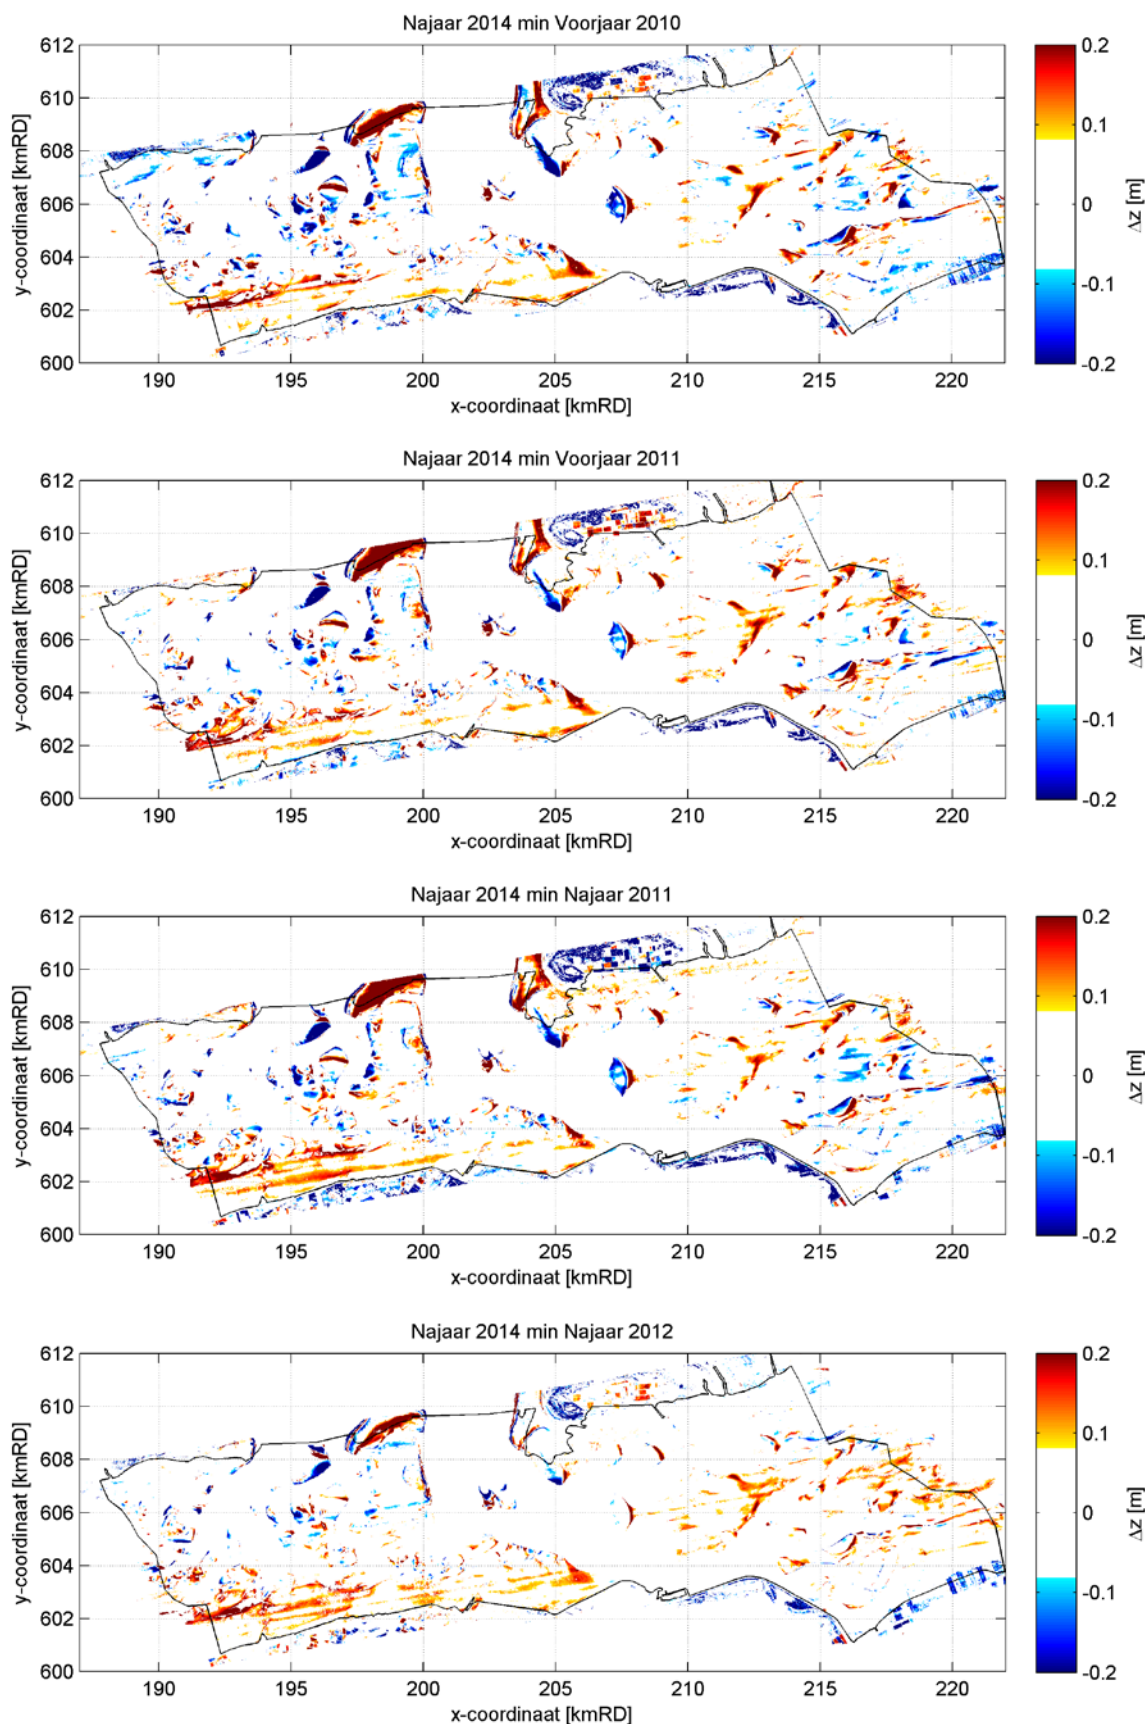 Najaar 2014 min Voorjaar 2010
612
610
608
606
604
602
600
y-coordinaat [kmRD]
190 195 200 205 210 215 220
x-coordinaat [kmRD]
0.2
0.1
0
-0.1
-0.2
Δz [m]
Najaar 2014 min Voorjaar 2011
612
610
608
606
604
602
600
y-coordinaat [kmRD]
190 195 200 205 210 215 220
x-coordinaat [kmRD]
0.2
0.1
0
-0.1
-0.2
Δz [m]
Najaar 2014 min Najaar 2011
612
610
608
606
604
602
600
y-coordinaat [kmRD]
190 195 200 205 210 215 220
x-coordinaat [kmRD]
0.2
0.1
0
-0.1
-0.2
Δz [m]
Najaar 2014 min Najaar 2012
612
610
608
606
604
602
600
y-coordinaat [kmRD]
190 195 200 205 210 215 220
x-coordinaat [kmRD]
0.2
0.1
0
-0.1
-0.2
Δz [m]